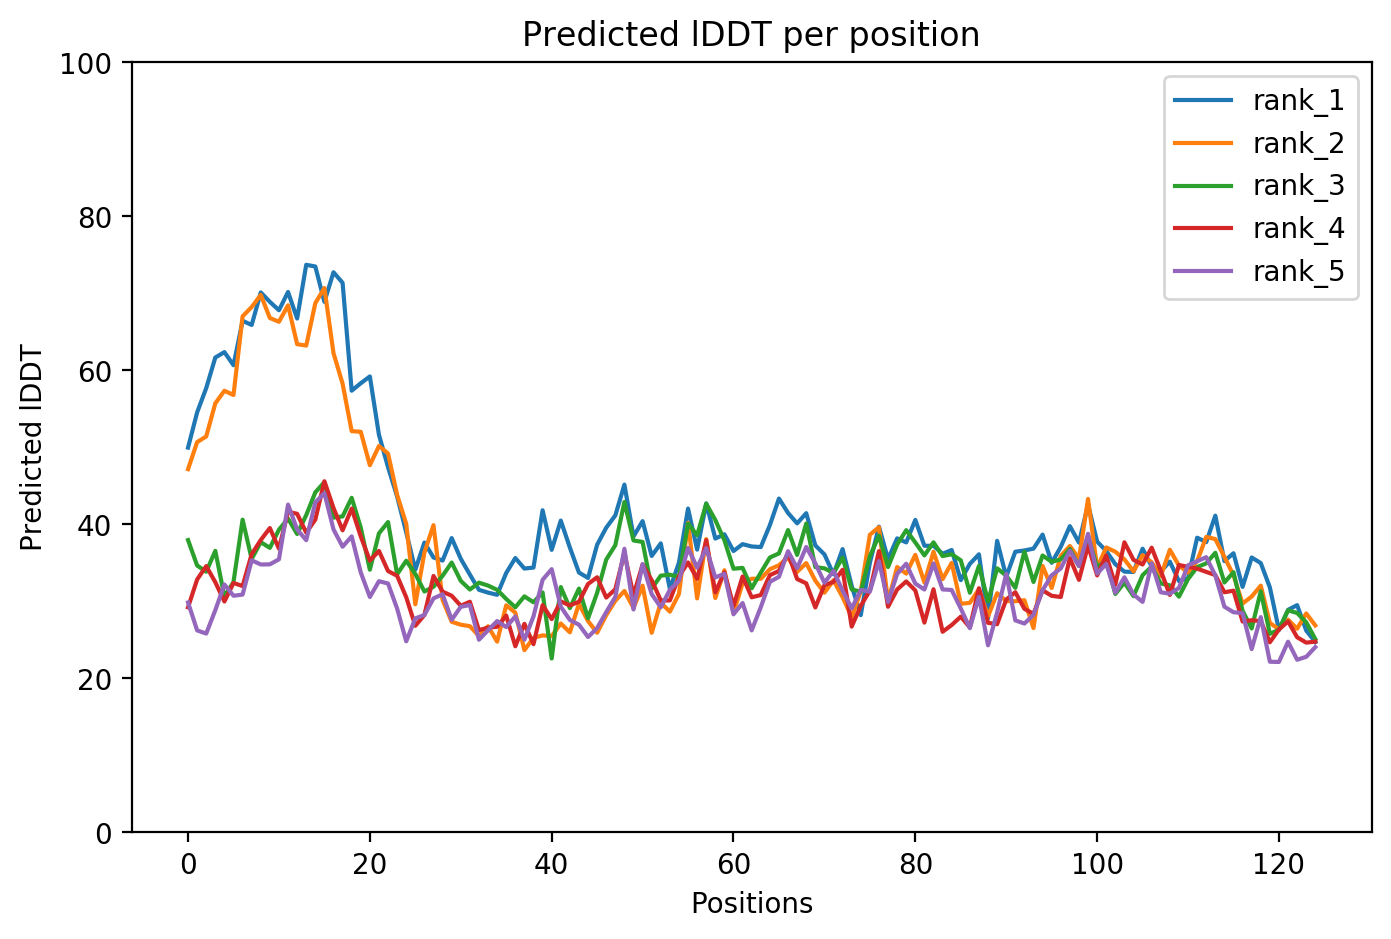 Predicted lDDT per position
100
80
60
40
20
0
Predicted lDDT
rank_1
rank_2
rank_3
rank_4
rank_5
0 20 40 60 80 100 120
Positions